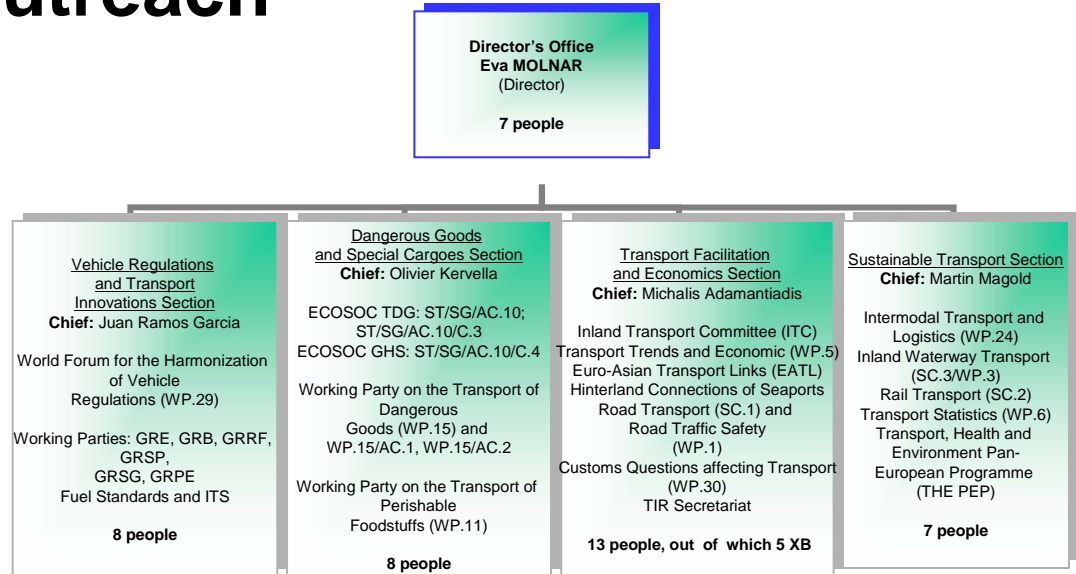 utreach
Director's Office
Eva MOLNAR
(Director)
7 people
Vehicle Regulations
and Transport
Innovations Section
Chief: Juan Ramos Garcia
World Forum for the Harmonization
of Vehicle
Regulations (WP.29)
Working Parties: GRE, GRB, GRRF,
GRSP,
GRSG, GRPE
Fuel Standards and ITS
8 people
Dangerous Goods
and Special Cargoes Section
Chief: Olivier Kervella
ECOSOC TDG: ST/SG/AC.10;
ST/SG/AC.10/C.3
ECOSOC GHS: ST/SG/AC.10/C.4
Working Party on the Transport of
Dangerous
Goods (WP.15) and
WP.15/AC.1, WP.15/AC.2
Working Party on the Transport of
Perishable
Foodstuffs (WP.11)
8 people
Transport Facilitation
and Economics Section
Chief: Michalis Adamantiadis
Inland Transport Committee (ITC)
Transport Trends and Economic (WP.5)
Euro-Asian Transport Links (EATL)
Hinterland Connections of Seaports
Road Transport (SC.1) and
Road Traffic Safety
(WP.1)
Customs Questions affecting Transport
(WP.30)
TIR Secretariat
13 people, out of which 5 XB
Sustainable Transport Section
Chief: Martin Magold
Intermodal Transport and
Logistics (WP.24)
Inland Waterway Transport
(SC.3/WP.3)
Rail Transport (SC.2)
Transport Statistics (WP.6)
Transport, Health and
Environment Pan-
European Programme
(THE PEP)
7 people